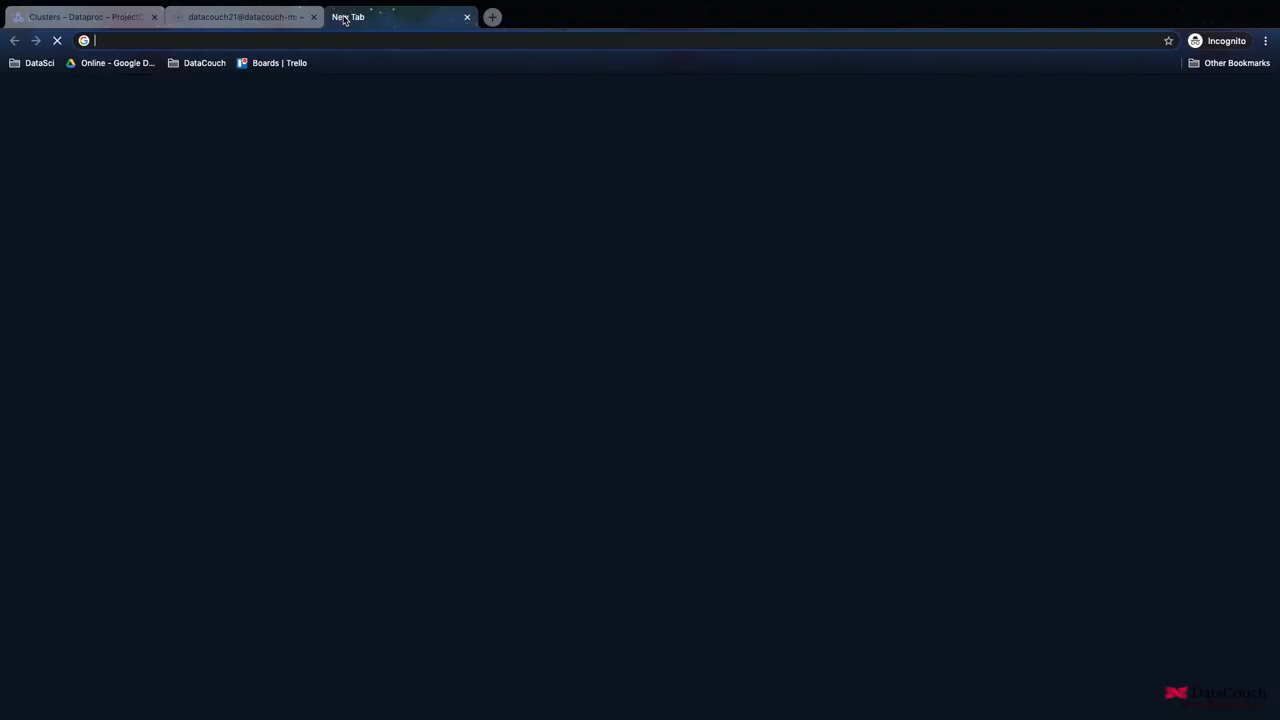 Clusters – Dataproc – Project
datacouch21@datacouch-m: ~
New Tab
Incognito
DataSci
Online - Google D...
DataCouch
Boards | Trello
Other Bookmarks
DataCouch